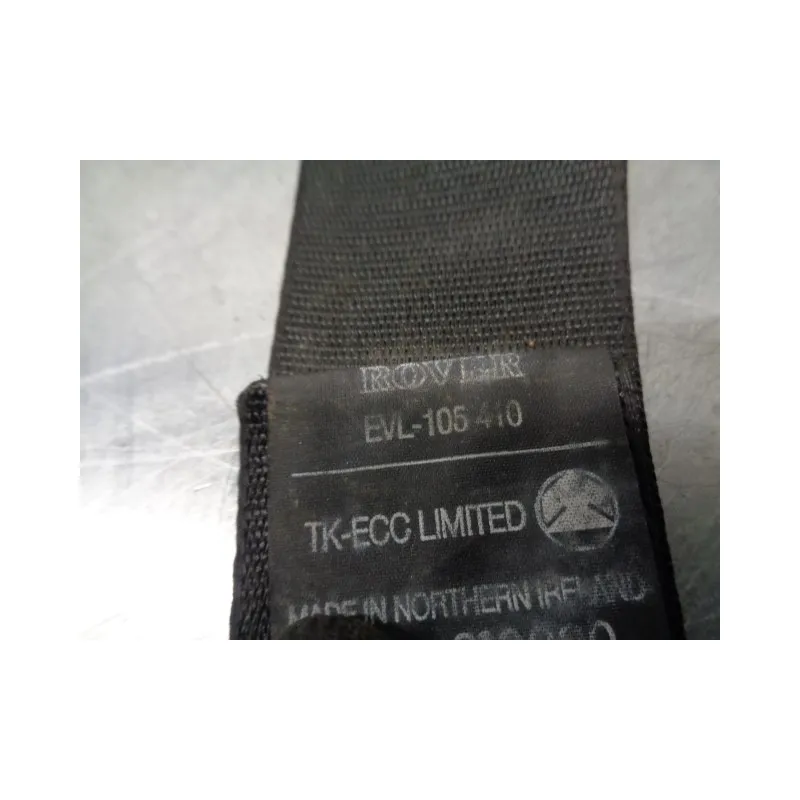 ROVER
EVL-105 410
TK-ECC LIMITED
MADE IN NORTHERN IRELAND